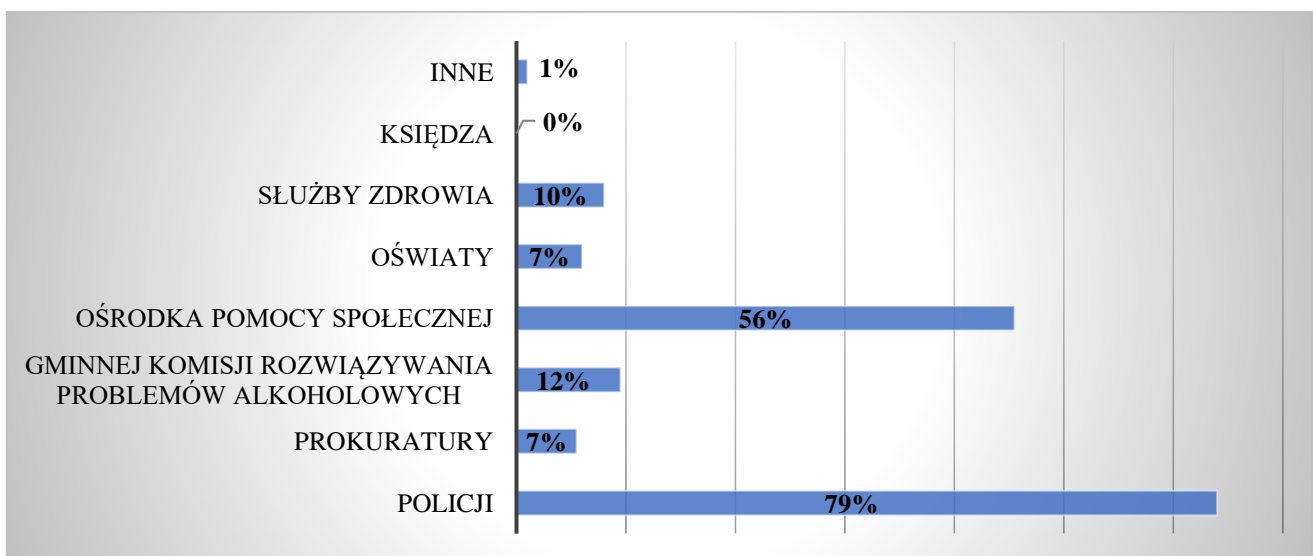 INNE 1%
KSIĘDZA 0%
SŁUŻBY ZDROWIA 10%
OŚWIATY 7%
OŚRODKA POMOCY SPOŁECZNEJ 56%
GMINNEJ KOMISJI ROZWIĄZYWANIA
PROBLEMÓW ALKOHOLOWYCH 12%
PROKURATURY 7%
POLICJI 79%